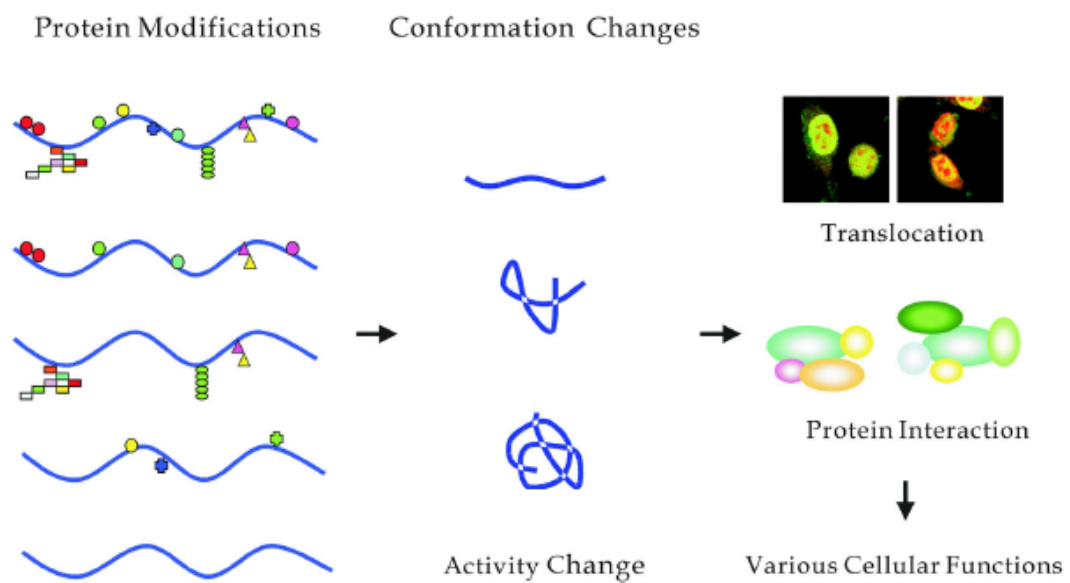 Protein Modifications
Conformation Changes
Translocation
Protein Interaction
Activity Change
Various Cellular Functions